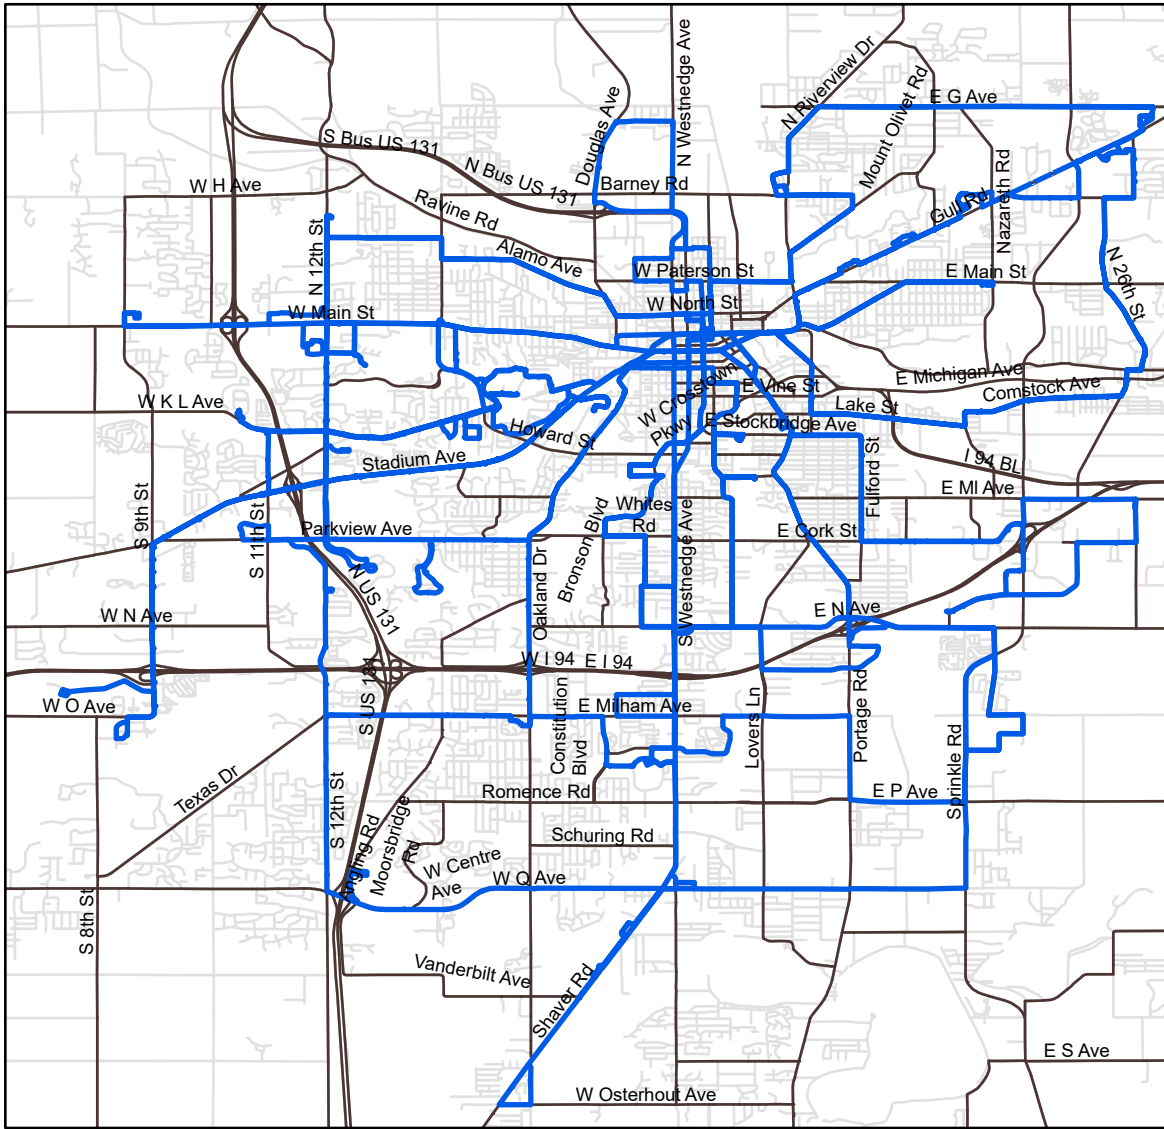 N Westnedge Ave
N Riverview Dr
Mount Olivet Rd
E G Ave
Douglas Ave
S Bus US 131
N Bus US 131
Barney Rd
W H Ave
Ravine Rd
Nazareth Rd
Gull Rd
N 12th St
Alamo Ave
W Paterson St
E Main St
N 26th St
W North St
W Main St
E Michigan Ave
Comstock Ave
W Crosstown
Pkwy
E Vine St
Lake St
W K L Ave
E Stockbridge Ave
Howard St
Stadium Ave
I 94 BL
Fulford St
E MI Ave
S 9th St
S 11th St
Parkview Ave
Whites
Rd
Bronson Blvd
E Cork St
S Westnedge Ave
Oakland Dr
N US 131
W N Ave
E N Ave
W I 94
E I 94
S US 131
W O Ave
Constitution
Blvd
E Milham Ave
Lovers Ln
Portage Rd
Sprinkle Rd
Texas Dr
S 12th St
Romence Rd
E P Ave
Angling Rd
Moorsbridge
Rd
Schuring Rd
W Centre
Ave
W Q Ave
S 8th St
Vanderbilt Ave
Shaver Rd
E S Ave
W Osterhout Ave